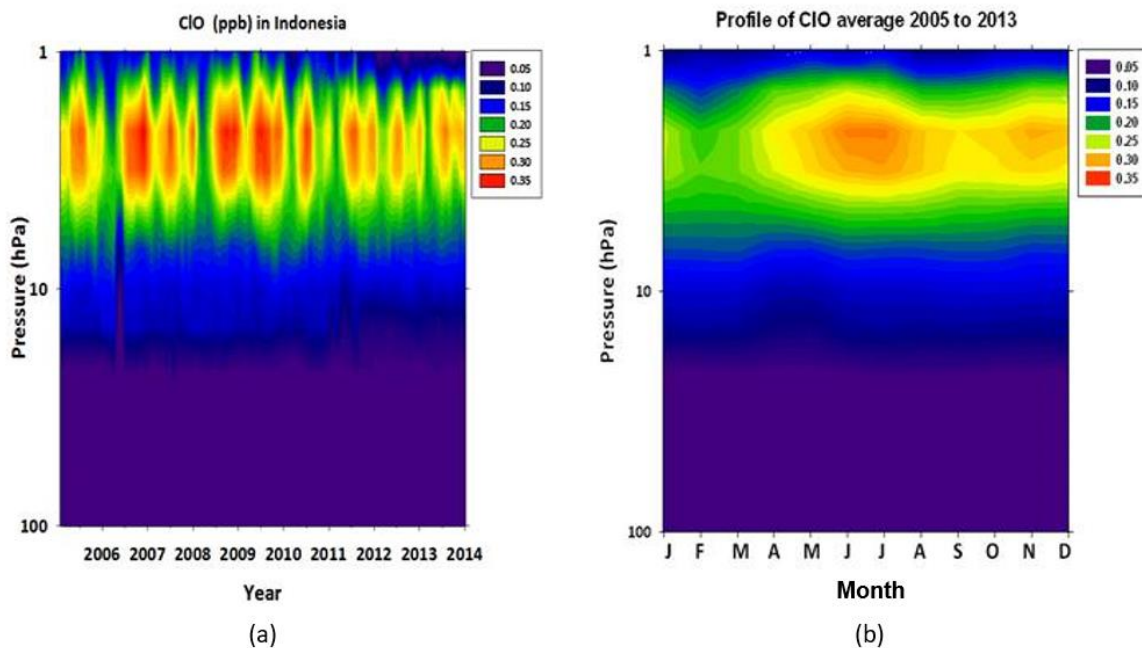 ClO (ppb) in Indonesia
1
10
100
Pressure (hPa)
2006 2007 2008 2009 2010 2011 2012 2013 2014
Year
0.05
0.10
0.15
0.20
0.25
0.30
0.35
(a)
Profile of ClO average 2005 to 2013
1
10
100
Pressure (hPa)
J F M A M J J A S O N D
Month
0.05
0.10
0.15
0.20
0.25
0.30
0.35
(b)